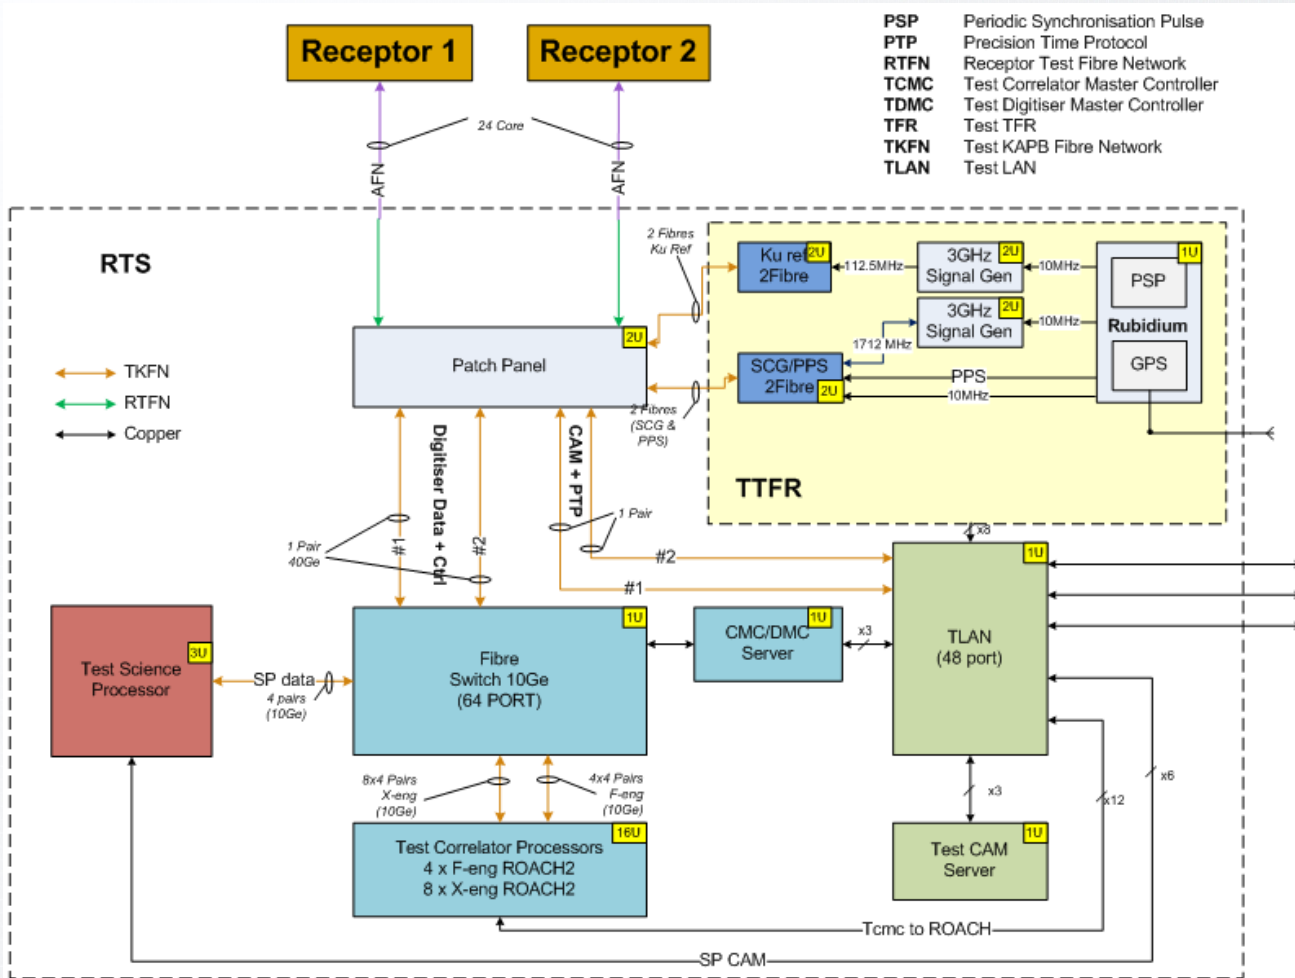 Receptor 1
Receptor 2
PSP Periodic Synchronisation Pulse
PTP Precision Time Protocol
RTFN Receptor Test Fibre Network
TCMC Test Correlator Master Controller
TDMC Test Digitiser Master Controller
TFR Test TFR
TKFN Test KAPB Fibre Network
TLAN Test LAN
24 Core
AFN
AFN
RTS
2 Fibres
Ku Ref
Ku ref
2Fibre
2U
112.5MHz
3GHz
Signal Gen
2U
10MHz
1U
PSP
Rubidium
GPS
3GHz
Signal Gen
2U
10MHz
1712 MHz
SCG/PPS
2Fibre
2U
PPS
10MHz
TTFR
Patch Panel
2U
2 Fibres
(SCG &
PPS)
TKFN
RTFN
Copper
Digitiser Data + Ctrl
CAM + PTP
1 Pair
40Ge
#1
#2
1 Pair
#2
#1
x8
Test Science
Processor
3U
SP data
4 pairs
(10Ge)
Fibre
Switch 10Ge
(64 PORT)
1U
CMC/DMC
Server
1U
x3
TLAN
(48 port)
1U
8x4 Pairs
X-eng
(10Ge)
4x4 Pairs
F-eng
(10Ge)
x3
x12
x6
Test Correlator Processors
4 x F-eng ROACH2
8 x X-eng ROACH2
16U
Test CAM
Server
1U
Tcmc to ROACH
SP CAM